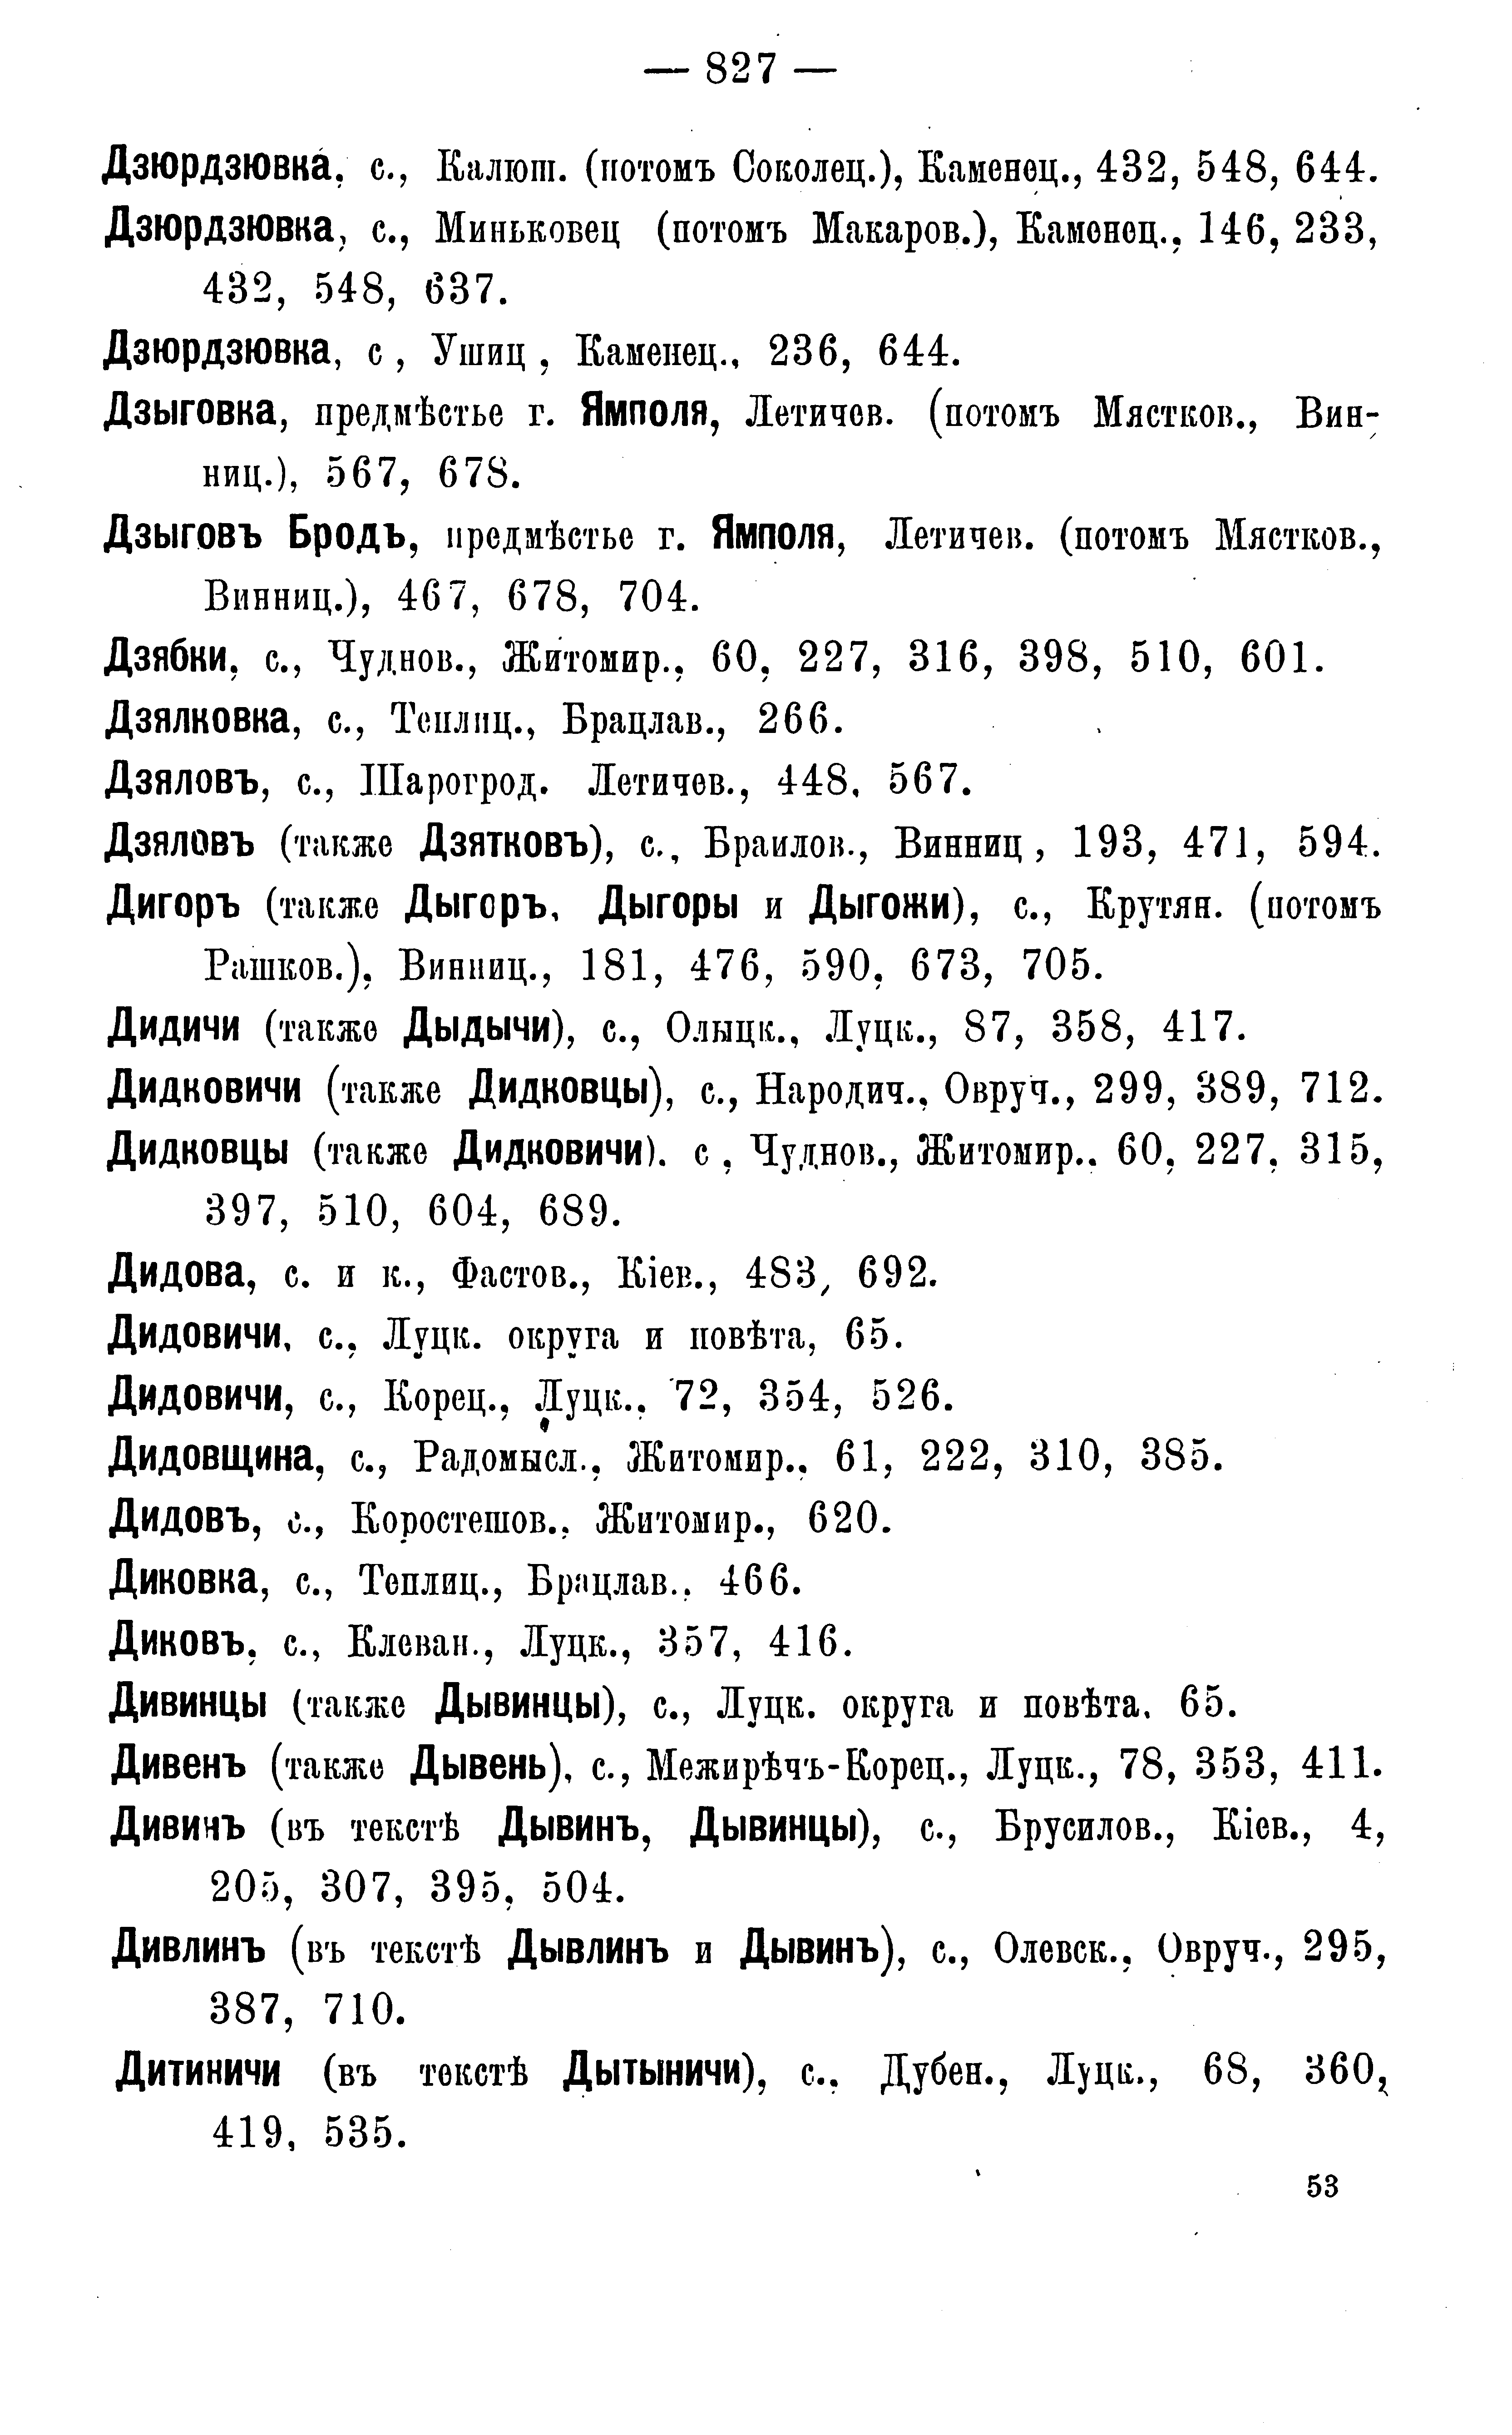 — 827 —
Дзюрдзювка, с., Калюш. (потомъ Соколец.), Каменец., 432, 548, 644.
Дзюрдзювка, с., Миньковец (потомъ Макаров.), Каменец., 146, 233,
432, 548, 637.
Дзюрдзювка, с , Ушиц , Каменец., 236, 644.
Дзыговка, предмѣстье г. Ямполя, Летичев. (потомъ Мястков., Вин-
ниц.), 567, 678.
Дзыговъ Бродъ, предмѣстье г. Ямполя, Летичев. (потомъ Мястков.,
Винниц.), 467, 678, 704.
Дзябки, с., Чуднов., Житомир., 60, 227, 316, 398, 510, 601.
Дзялковка, с., Теплиц., Брацлав., 266.
Дзяловъ, с., Шарогрод. Летичев., 448, 567.
Дзяловъ (также Дзятковъ), с., Браилов., Винниц , 193, 471, 594.
Дигоръ (также Дыгоръ, Дыгоры и Дыгожи), с., Крутян. (потомъ
Рашков.), Винниц., 181, 476, 590, 673, 705.
Дидичи (также Дыдычи), с., Олыцк., Луцк., 87, 358, 417.
Дидковичи (также Дидковцы), с., Народич., Овруч., 299, 389, 712.
Дидковцы (также Дидковичи). с , Чуднов., Житомир.. 60, 227, 315,
397, 510, 604, 689.
Дидова, с. и к., Фастов., Кіев., 483, 692.
Дидовичи, с., Луцк. округа и повѣта, 65.
Дидовичи, с., Корец., Луцк., 72, 354, 526.
Дидовщина, с., Радомысл., Житомир., 61, 222, 310, 385.
Дидовъ, с., Коростешов., Житомир., 620.
Диковка, с., Теплиц., Брацлав., 466.
Диковъ, с., Клеван., Луцк., 357, 416.
Дивинцы (также Дывинцы), с., Луцк. округа и повѣта, 65.
Дивенъ (также Дывень), с., Межирѣчъ-Корец., Луцк., 78, 353, 411.
Дивинъ (въ текстѣ Дывинъ, Дывинцы), с., Брусилов., Кіев., 4,
205, 307, 395, 504.
Дивлинъ (въ текстѣ Дывлинъ и Дывинъ), с., Олевск., Овруч., 295,
387, 710.
Дитиничи (въ текстѣ Дытыничи), с., Дубен., Луцк., 68, 360,
419, 535.
53